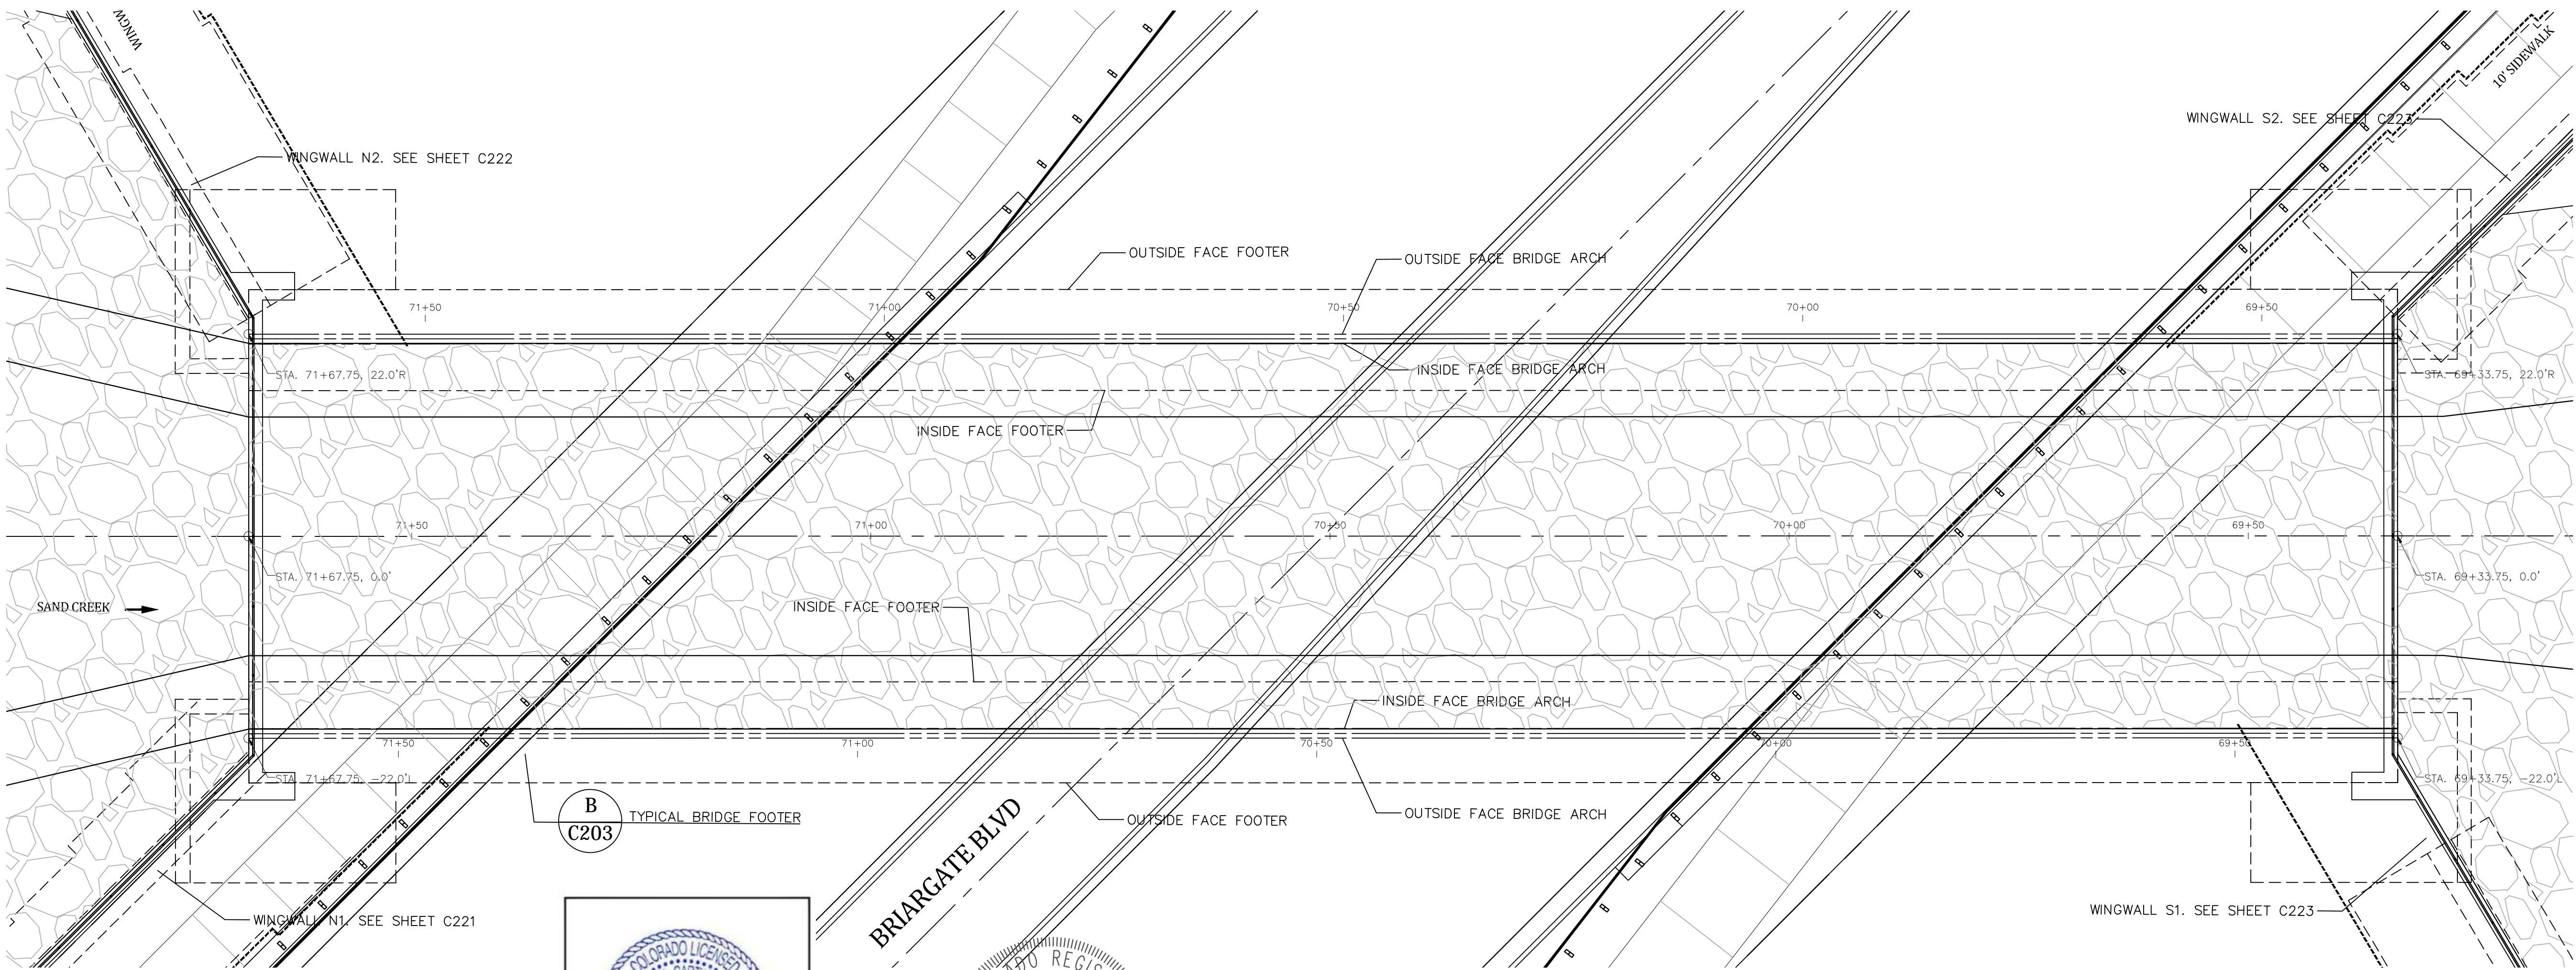 WINGW
10' SIDEWALK
WINGWALL S2. SEE SHEET C223
WINGWALL N2. SEE SHEET C222
OUTSIDE FACE FOOTER
OUTSIDE FACE BRIDGE ARCH
71+50
71+00
70+50
70+00
69+50
STA. 71+67.75, 22.0'R
INSIDE FACE BRIDGE ARCH
STA. 69+33.75, 22.0'R
INSIDE FACE FOOTER
71+50
71+00
70+50
70+00
69+50
STA. 71+67.75, 0.0'
STA. 69+33.75, 0.0'
SAND CREEK
INSIDE FACE FOOTER
INSIDE FACE BRIDGE ARCH
71+50
71+00
70+50
70+00
69+50
STA. 71+67.75, -22.0'L
STA. 69+33.75, -22.0'L
B
C203
TYPICAL BRIDGE FOOTER
OUTSIDE FACE FOOTER
OUTSIDE FACE BRIDGE ARCH
BRIARGATE BLVD
WINGWALL N1. SEE SHEET C221
WINGWALL S1. SEE SHEET C223
COLORADO LICENSED
ADO REGIS